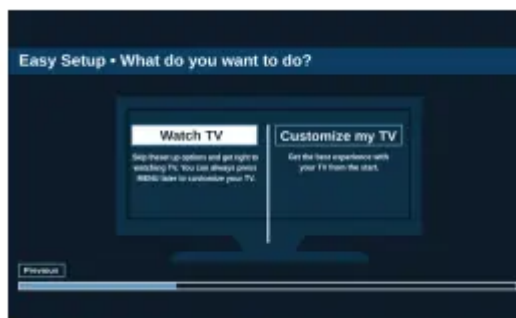 Easy Setup • What do you want to do?
Watch TV
Customize my TV
Skip these up options and get right to
watching TV. You can always press
MENU later to customize your TV.
Get the best experience with
your TV from the start.
Previous